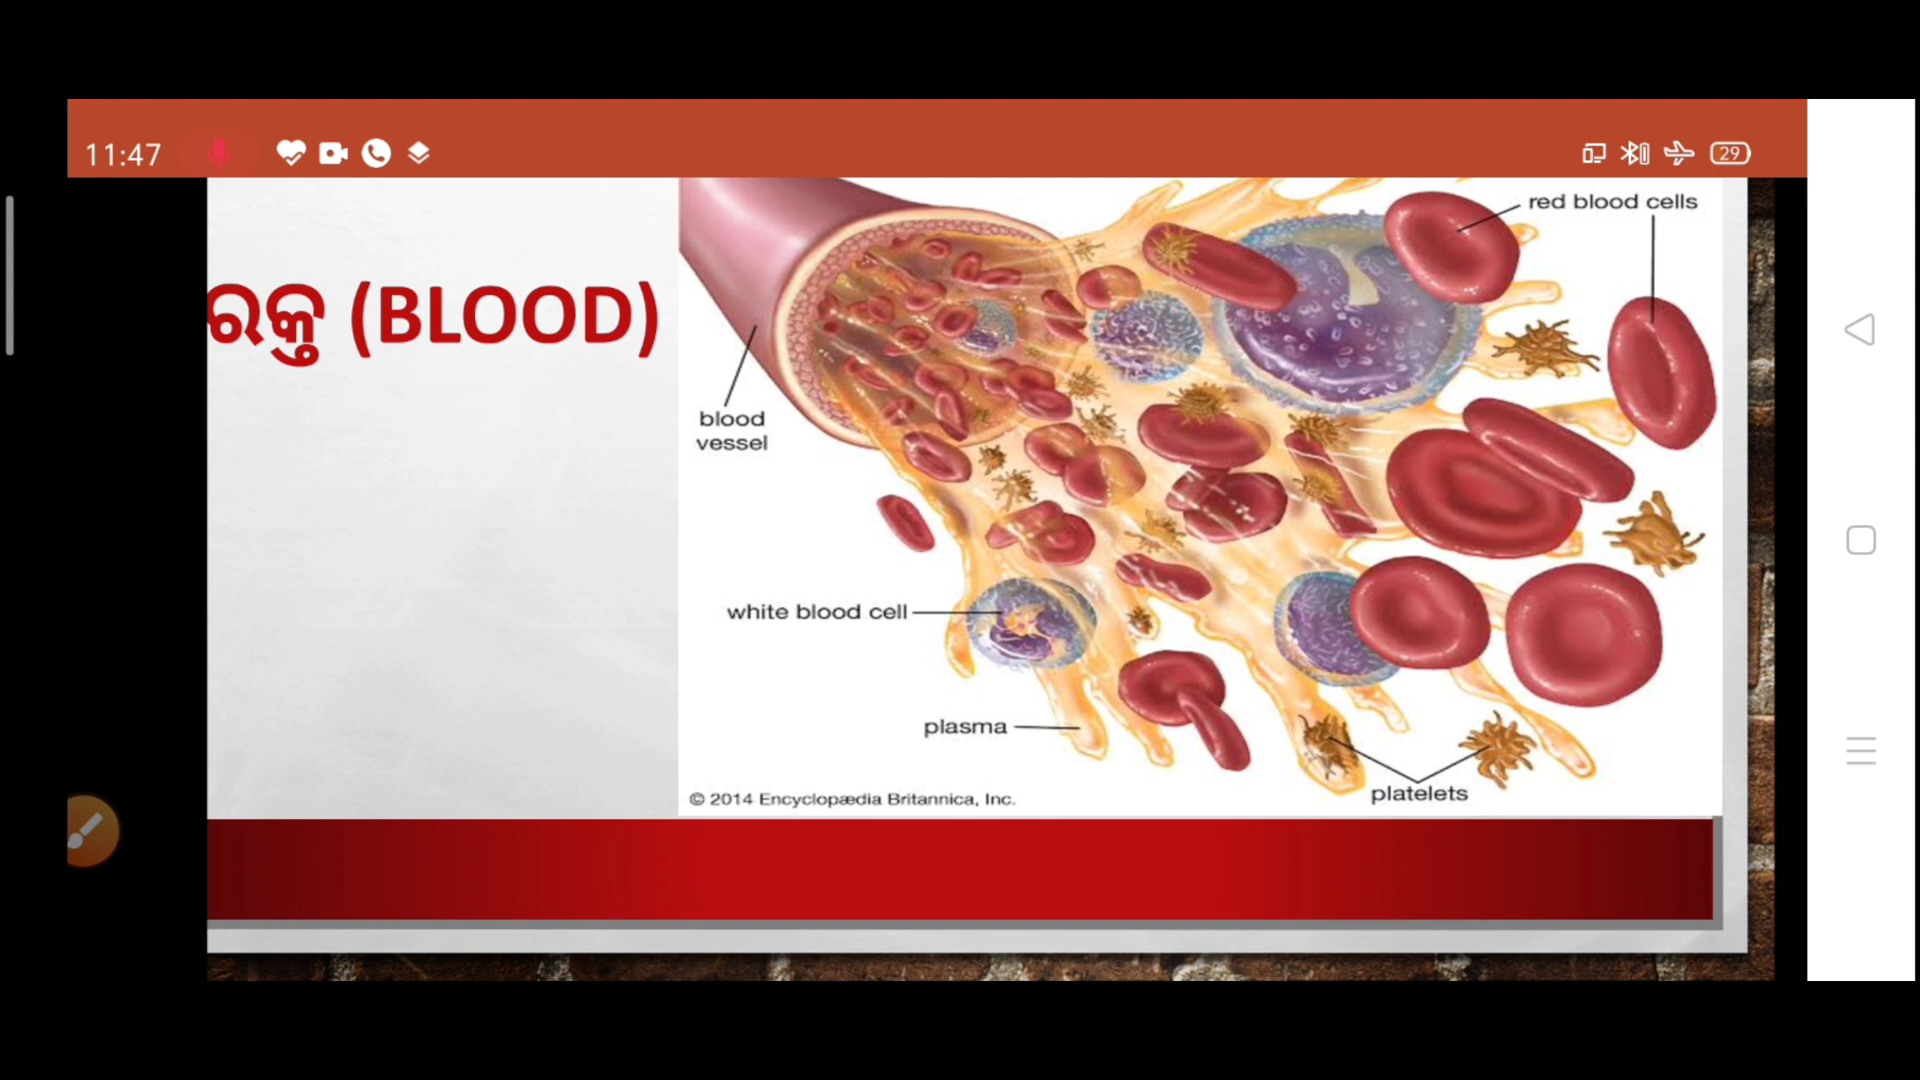 11:47
29
ରକ୍ତ (BLOOD)
red blood cells
blood
vessel
white blood cell
plasma
platelets
© 2014 Encyclopædia Britannica, Inc.